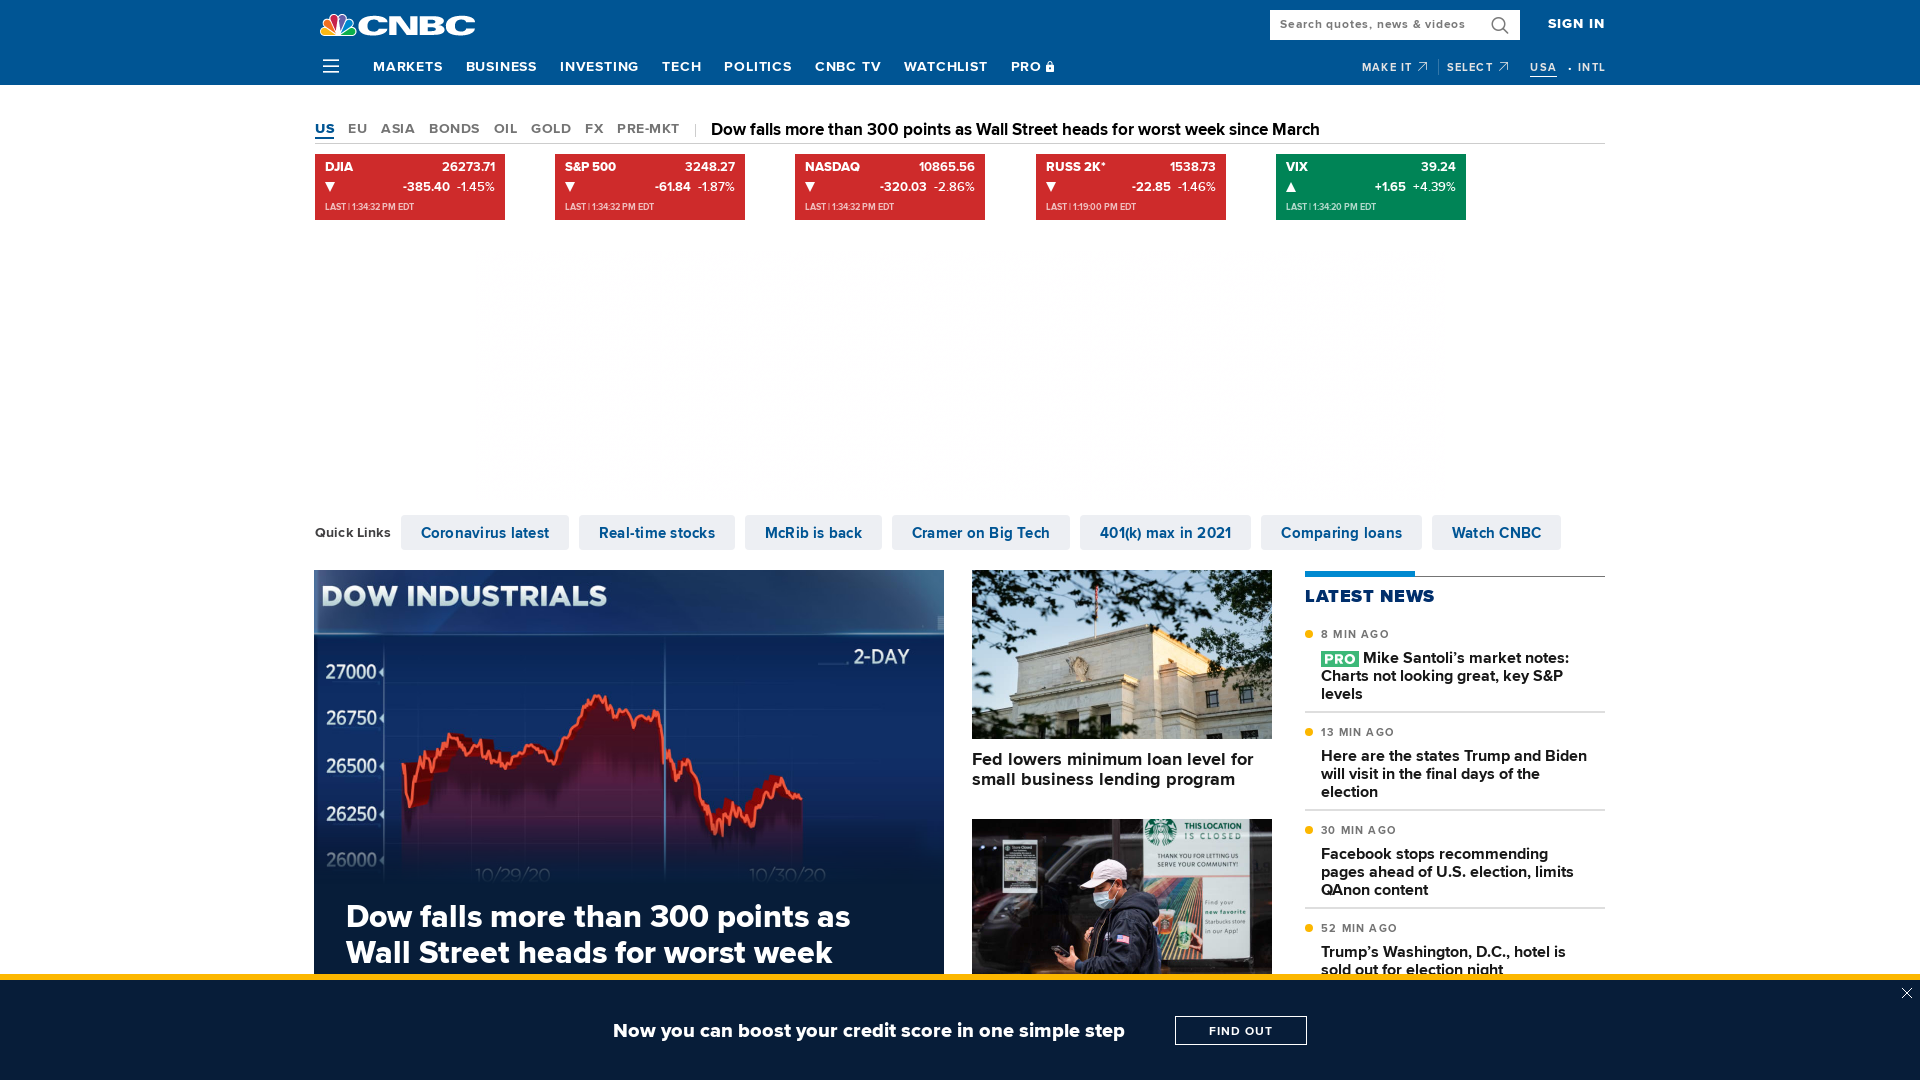 CNBC
Search quotes, news & videos
SIGN IN
MARKETS BUSINESS INVESTING TECH POLITICS CNBC TV WATCHLIST PRO
MAKE IT SELECT USA • INTL
US EU ASIA BONDS OIL GOLD FX PRE-MKT
Dow falls more than 300 points as Wall Street heads for worst week since March
DJIA 26273.71
-385.40 -1.45%
LAST | 1:34:32 PM EDT
S&P 500 3248.27
-61.84 -1.87%
LAST | 1:34:32 PM EDT
NASDAQ 10865.56
-320.03 -2.86%
LAST | 1:34:32 PM EDT
RUSS 2K* 1538.73
-22.85 -1.46%
LAST | 1:19:00 PM EDT
VIX 39.24
+1.65 +4.39%
LAST | 1:34:20 PM EDT
Quick Links Coronavirus latest Real-time stocks McRib is back Cramer on Big Tech 401(k) max in 2021 Comparing loans Watch CNBC
DOW INDUSTRIALS
2-DAY
27000
26750
26500
26250
26000
10/29/20 10/30/20
Dow falls more than 300 points as
Wall Street heads for worst week
Fed lowers minimum loan level for
small business lending program
THIS LOCATION
IS CLOSED
THANK YOU FOR LETTING US
SERVE YOUR COMMUNITY!
Find your
new favorite
Starbucks store
in our App!
LATEST NEWS
8 MIN AGO
PRO Mike Santoli’s market notes:
Charts not looking great, key S&P
levels
13 MIN AGO
Here are the states Trump and Biden
will visit in the final days of the
election
30 MIN AGO
Facebook stops recommending
pages ahead of U.S. election, limits
QAnon content
52 MIN AGO
Trump’s Washington, D.C., hotel is
sold out for election night
Now you can boost your credit score in one simple step
FIND OUT